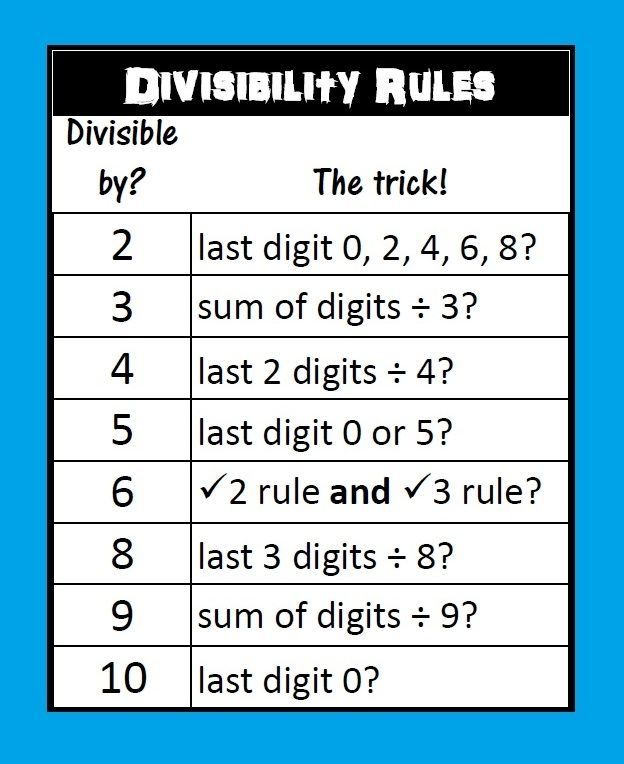 Divisibility Rules
Divisible
by? The trick!
2 last digit 0, 2, 4, 6, 8?
3 sum of digits ÷ 3?
4 last 2 digits ÷ 4?
5 last digit 0 or 5?
6 ✓2 rule and ✓3 rule?
8 last 3 digits ÷ 8?
9 sum of digits ÷ 9?
10 last digit 0?